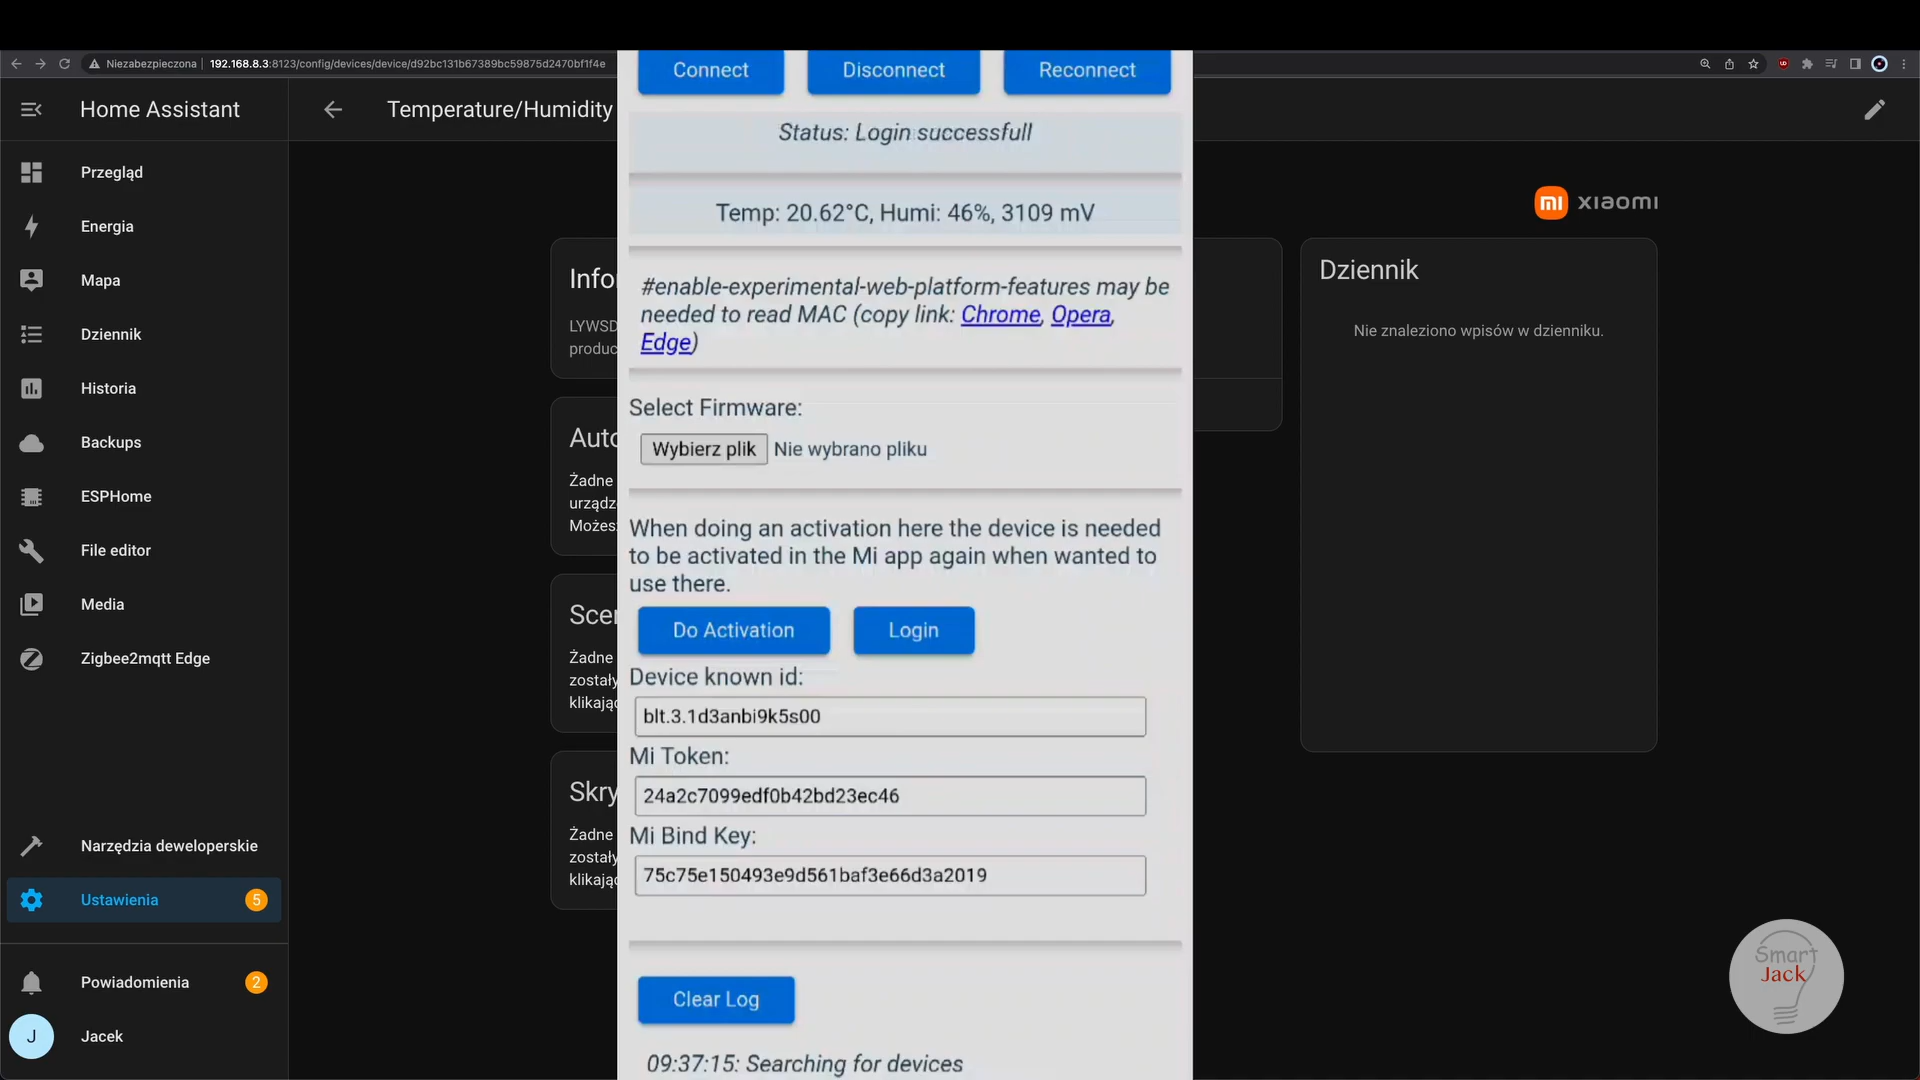 Niezabezpieczona 192.168.8.3:8123/config/devices/device/d92bc131b67389bc59875d2470bf1f4e
Home Assistant
Temperature/Humidity
Przegląd
Energia
Mapa
Dziennik
Historia
Backups
ESPHome
File editor
Media
Zigbee2mqtt Edge
Narzędzia deweloperskie
Ustawienia 5
Powiadomienia 2
J Jacek
Info
LYWSD
produc
Auto
Żadne
urządz
Możes
Scen
Żadne
zostały
klikają
Skry
Żadne
zostały
klikają
Connect Disconnect Reconnect
Status: Login successfull
Temp: 20.62°C, Humi: 46%, 3109 mV
#enable-experimental-web-platform-features may be
needed to read MAC (copy link: Chrome, Opera,
Edge)
Select Firmware:
Wybierz plik Nie wybrano pliku
When doing an activation here the device is needed
to be activated in the Mi app again when wanted to
use there.
Do Activation Login
Device known id:
blt.3.1d3anbi9k5s00
Mi Token:
24a2c7099edf0b42bd23ec46
Mi Bind Key:
75c75e150493e9d561baf3e66d3a2019
Clear Log
09:37:15: Searching for devices
mi xiaomi
Dziennik
Nie znaleziono wpisów w dzienniku.
Smart
Jack